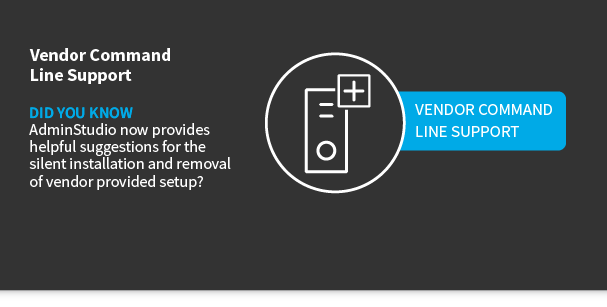 Vendor Command
Line Support
DID YOU KNOW
AdminStudio now provides
helpful suggestions for the
silent installation and removal
of vendor provided setup?
VENDOR COMMAND
LINE SUPPORT